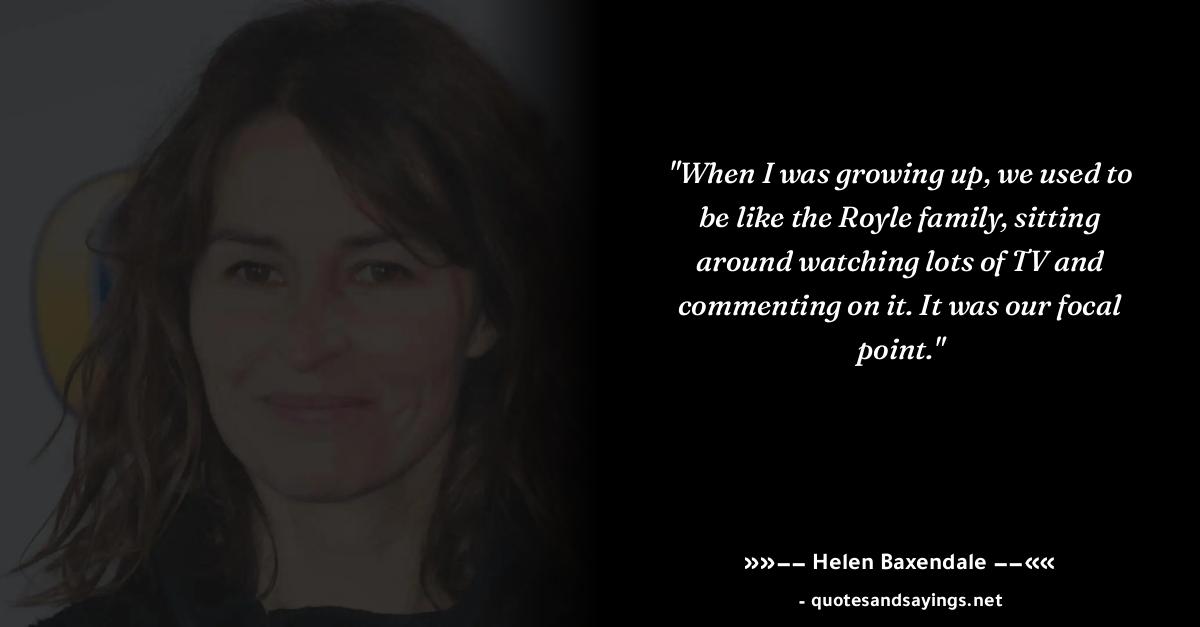 "When I was growing up, we used to
be like the Royle family, sitting
around watching lots of TV and
commenting on it. It was our focal
point."
»»−− Helen Baxendale −−««
- quotesandsayings.net